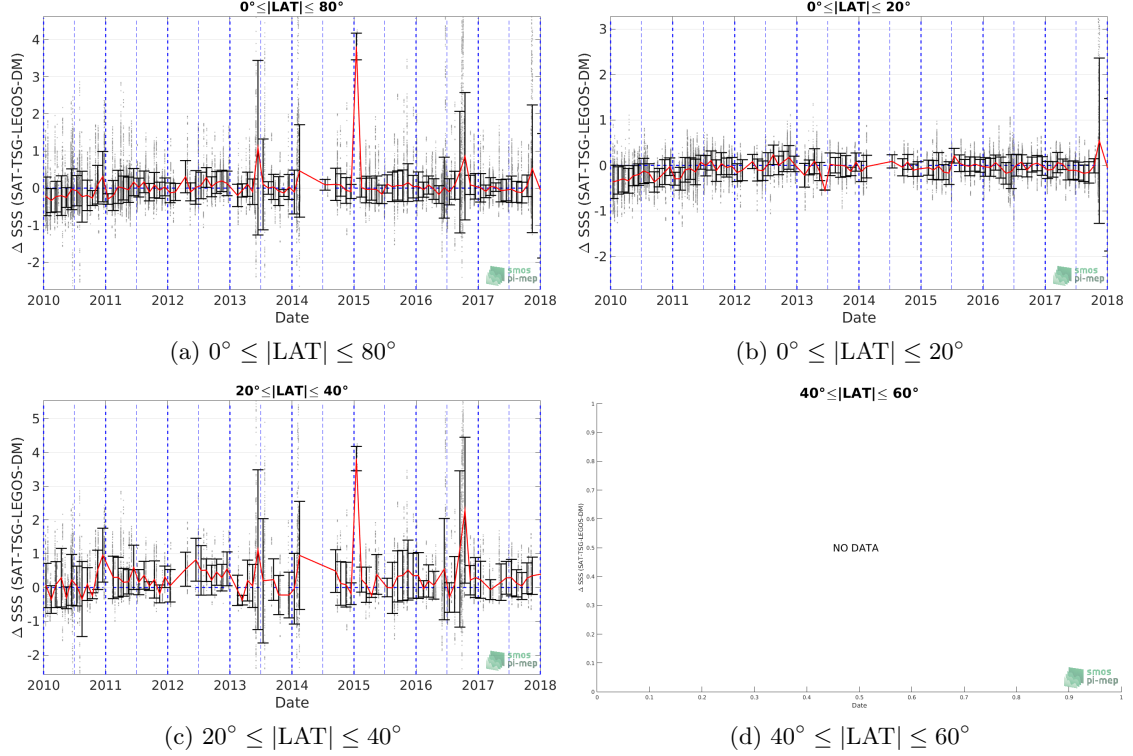 0°≤|LAT|≤ 80°
Δ SSS (SAT-TSG-LEGOS-DM)
4
3
2
1
0
-1
-2
2010 2011 2012 2013 2014 2015 2016 2017 2018
Date
smos
pi-mep
(a) 0° ≤ |LAT| ≤ 80°
0°≤|LAT|≤ 20°
Δ SSS (SAT-TSG-LEGOS-DM)
3
2
1
0
-1
-2
2010 2011 2012 2013 2014 2015 2016 2017 2018
Date
smos
pi-mep
(b) 0° ≤ |LAT| ≤ 20°
20°≤|LAT|≤ 40°
Δ SSS (SAT-TSG-LEGOS-DM)
5
4
3
2
1
0
-1
-2
2010 2011 2012 2013 2014 2015 2016 2017 2018
Date
smos
pi-mep
(c) 20° ≤ |LAT| ≤ 40°
40°≤|LAT|≤ 60°
Δ SSS (SAT-TSG-LEGOS-DM)
1
0.9
0.8
0.7
0.6
0.5
0.4
0.3
0.2
0.1
0
NO DATA
0 0.1 0.2 0.3 0.4 0.5 0.6 0.7 0.8 0.9 1
Date
smos
pi-mep
(d) 40° ≤ |LAT| ≤ 60°